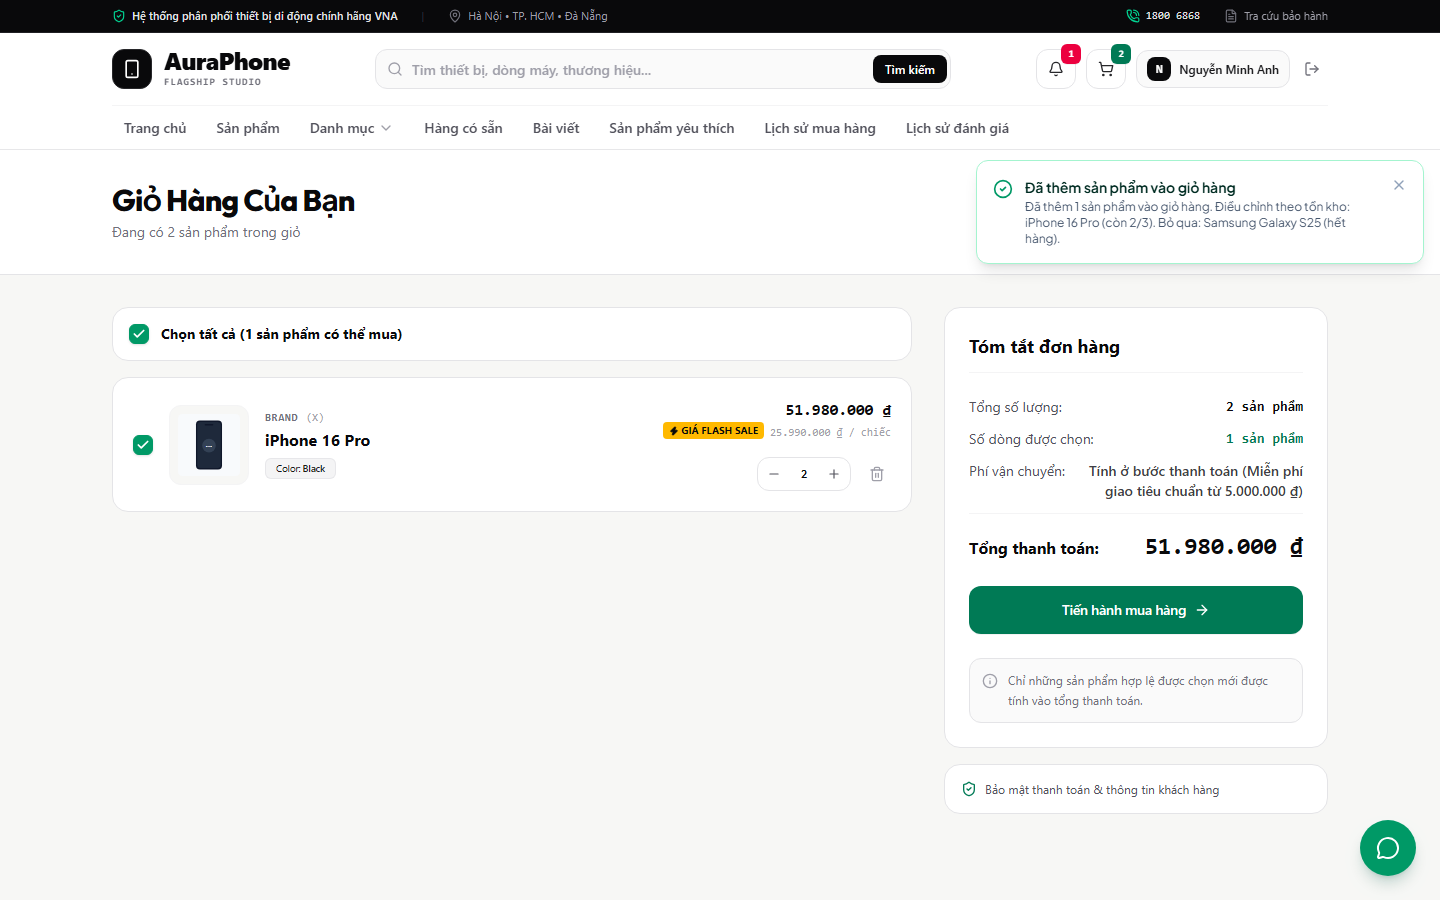 Hệ thống phân phối thiết bị di động chính hãng VNA
Hà Nội • TP. HCM • Đà Nẵng
1800 6868
Tra cứu bảo hành
AuraPhone
FLAGSHIP STUDIO
Tìm thiết bị, dòng máy, thương hiệu...
Tìm kiếm
1
2
N
Nguyễn Minh Anh
Trang chủ
Sản phẩm
Danh mục
Hàng có sẵn
Bài viết
Sản phẩm yêu thích
Lịch sử mua hàng
Lịch sử đánh giá
Giỏ Hàng Của Bạn
Đang có 2 sản phẩm trong giỏ
Đã thêm sản phẩm vào giỏ hàng
Đã thêm 1 sản phẩm vào giỏ hàng. Điều chỉnh theo tồn kho:
iPhone 16 Pro (còn 2/3). Bỏ qua: Samsung Galaxy S25 (hết
hàng).
Chọn tất cả (1 sản phẩm có thể mua)
BRAND (X)
iPhone 16 Pro
Color: Black
51.980.000 ₫
GIÁ FLASH SALE
25.990.000 ₫ / chiếc
2
Tóm tắt đơn hàng
Tổng số lượng:
2 sản phẩm
Số dòng được chọn:
1 sản phẩm
Phí vận chuyển:
Tính ở bước thanh toán (Miễn phí
giao tiêu chuẩn từ 5.000.000 ₫)
Tổng thanh toán:
51.980.000 ₫
Tiến hành mua hàng
Chỉ những sản phẩm hợp lệ được chọn mới được
tính vào tổng thanh toán.
Bảo mật thanh toán & thông tin khách hàng